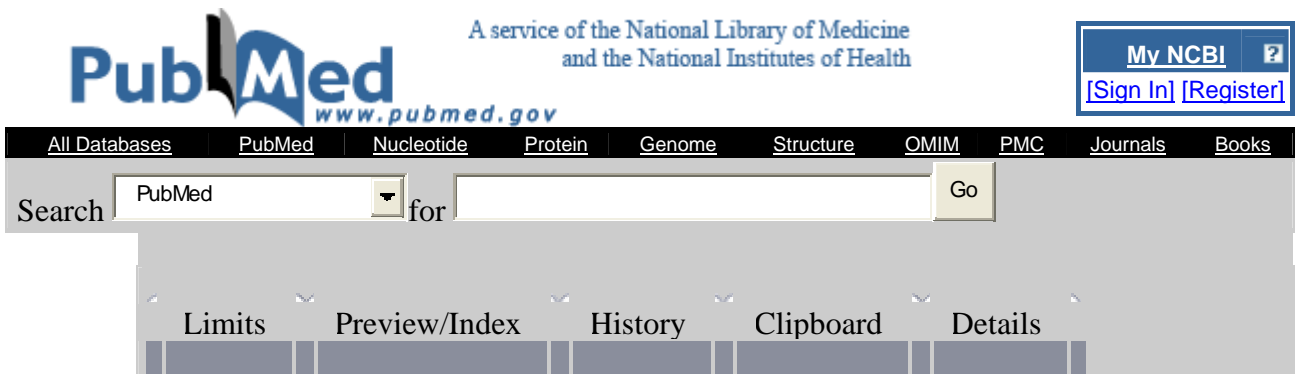 PubMed
www.pubmed.gov
A service of the National Library of Medicine
and the National Institutes of Health
My NCBI ?
[Sign In] [Register]
All Databases PubMed Nucleotide Protein Genome Structure OMIM PMC Journals Books
Search PubMed for Go
Limits Preview/Index History Clipboard Details